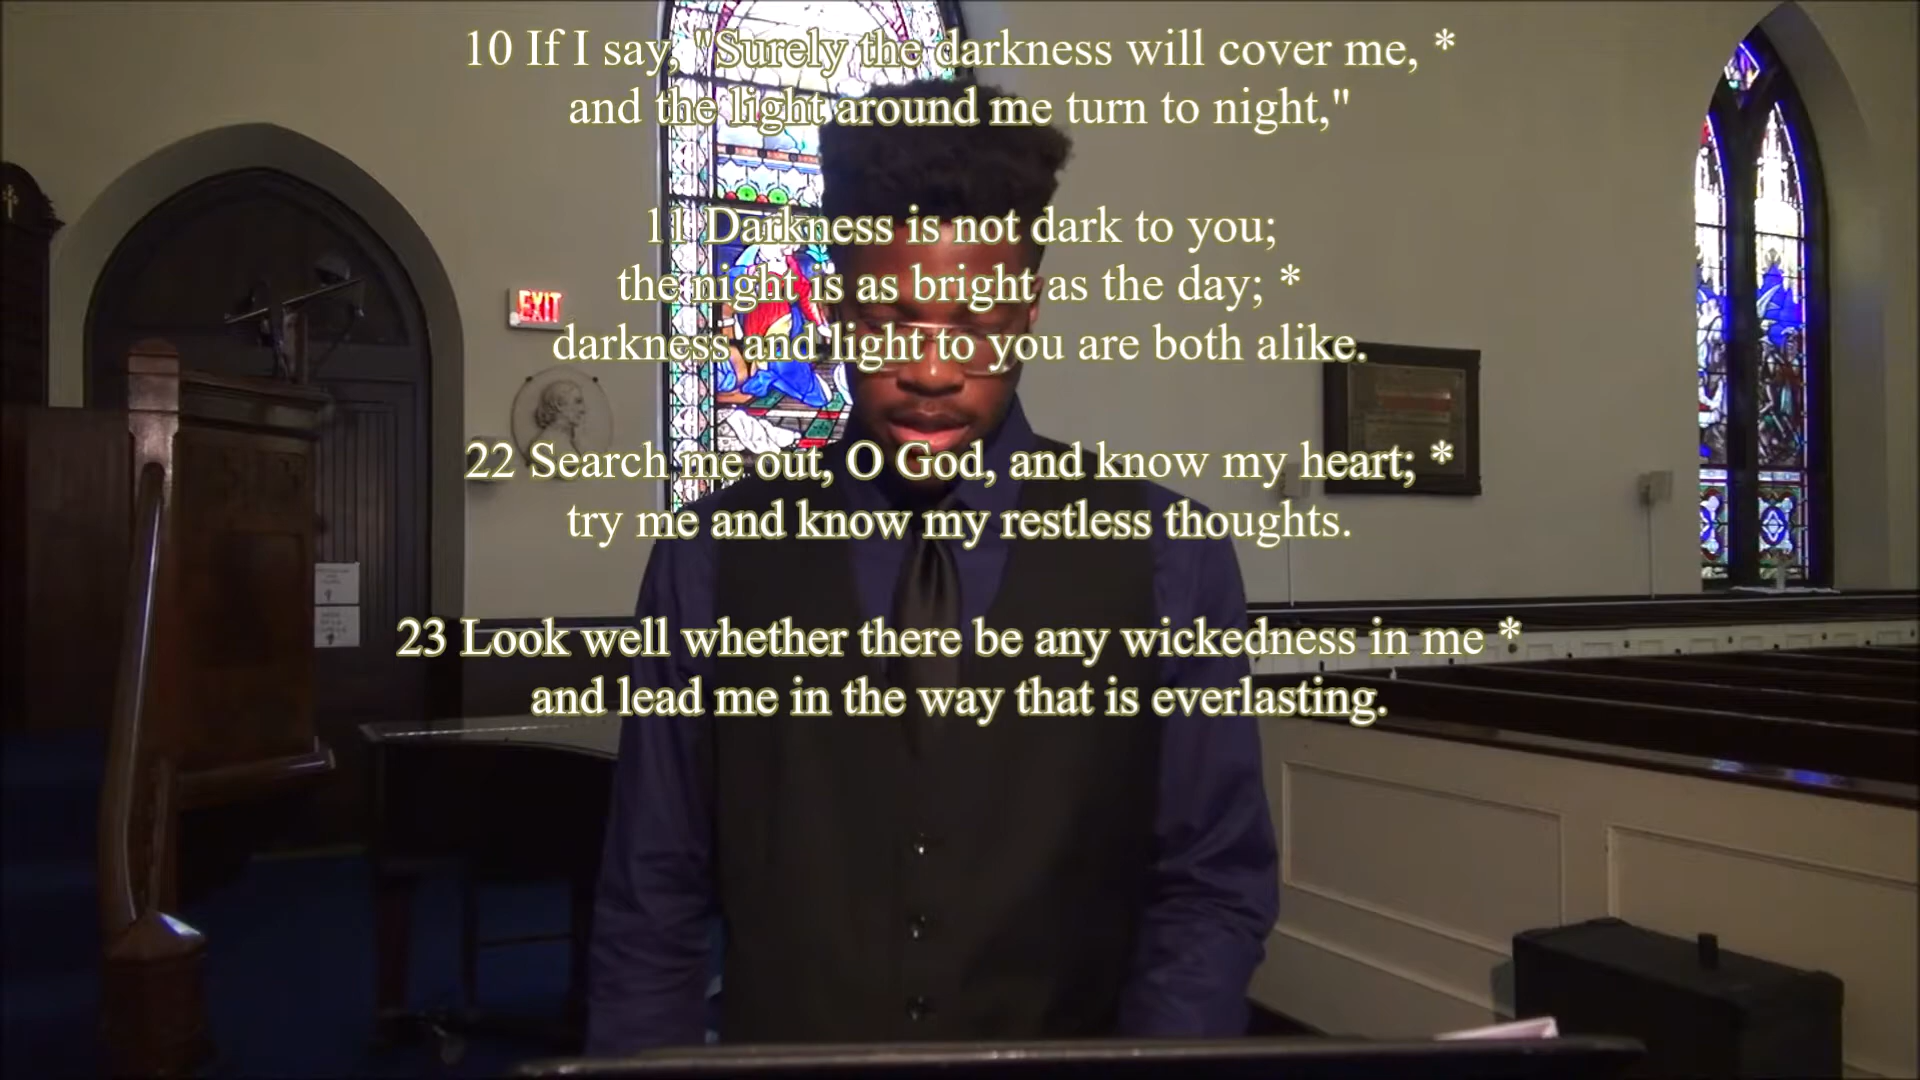 10 If I say, "Surely the darkness will cover me, *
and the light around me turn to night,"
11 Darkness is not dark to you;
the night is as bright as the day; *
darkness and light to you are both alike.
EXIT
22 Search me out, O God, and know my heart; *
try me and know my restless thoughts.
23 Look well whether there be any wickedness in me *
and lead me in the way that is everlasting.